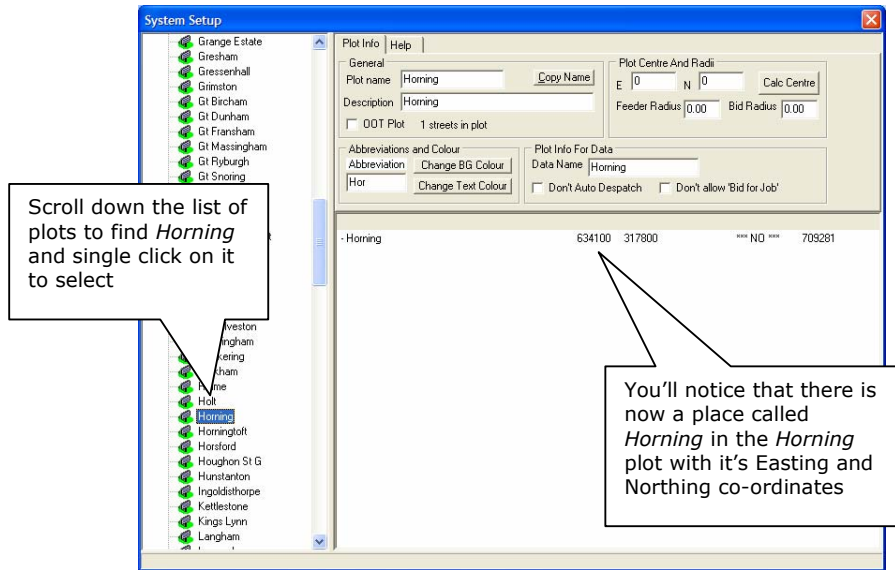 System Setup
Grange Estate
Gresham
Gressenhall
Grimston
Gt Bircham
Gt Dunham
Gt Fransham
Gt Massingham
Gt Ryburgh
Gt Snoring
Scroll down the list of
plots to find Horning
and single click on it
to select
Holt
Horning
Horningtoft
Horsford
Houghon St G
Hunstanton
Ingoldisthorpe
Kettlestone
Kings Lynn
Langham
Plot Info Help
General
Plot name Horning Copy Name
Description Horning
OOT Plot 1 streets in plot
Plot Centre And Radii
E 0 N 0 Calc Centre
Feeder Radius 0.00 Bid Radius 0.00
Abbreviations and Colour
Abbreviation Change BG Colour
Hor Change Text Colour
Plot Info For Data
Data Name Horning
Don't Auto Despatch Don't allow 'Bid for Job'
- Horning 634100 317800 *** NO *** 709281
You'll notice that there is
now a place called
Horning in the Horning
plot with it's Easting and
Northing co-ordinates